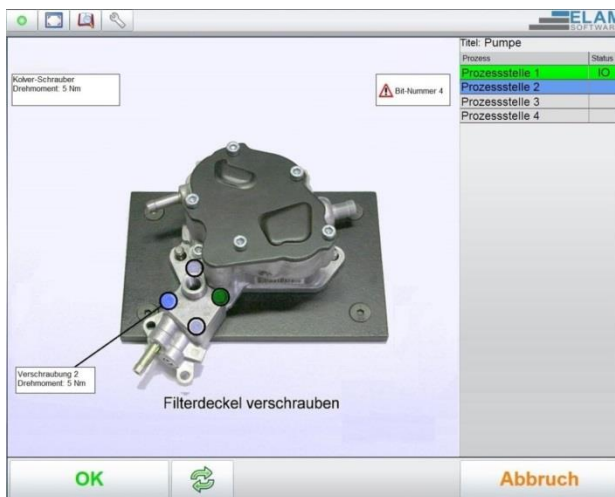 ELAM
SOFTWARE
Titel: Pumpe
Prozess Status
Prozessstelle 1 IO
Prozessstelle 2
Prozessstelle 3
Prozessstelle 4
Kolver-Schrauber
Drehmoment: 5 Nm
Bit-Nummer 4
Verschraubung 2
Drehmoment: 5 Nm
Filterdeckel verschrauben
OK
Abbruch